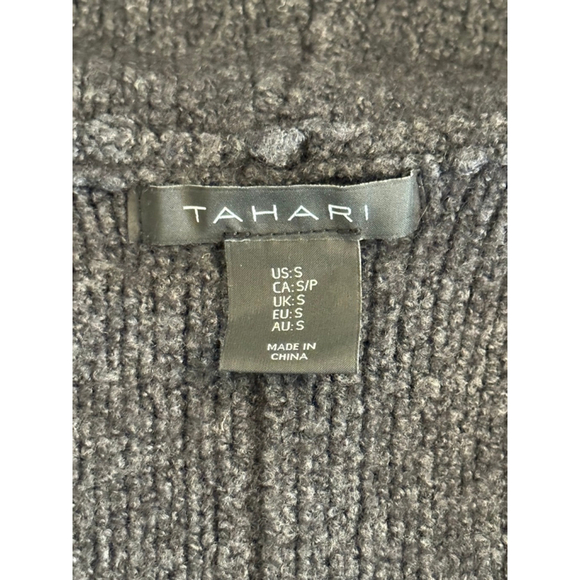 TAHARI
US:S
CA:S/P
UK:S
EU:S
AU:S
MADE IN
CHINA